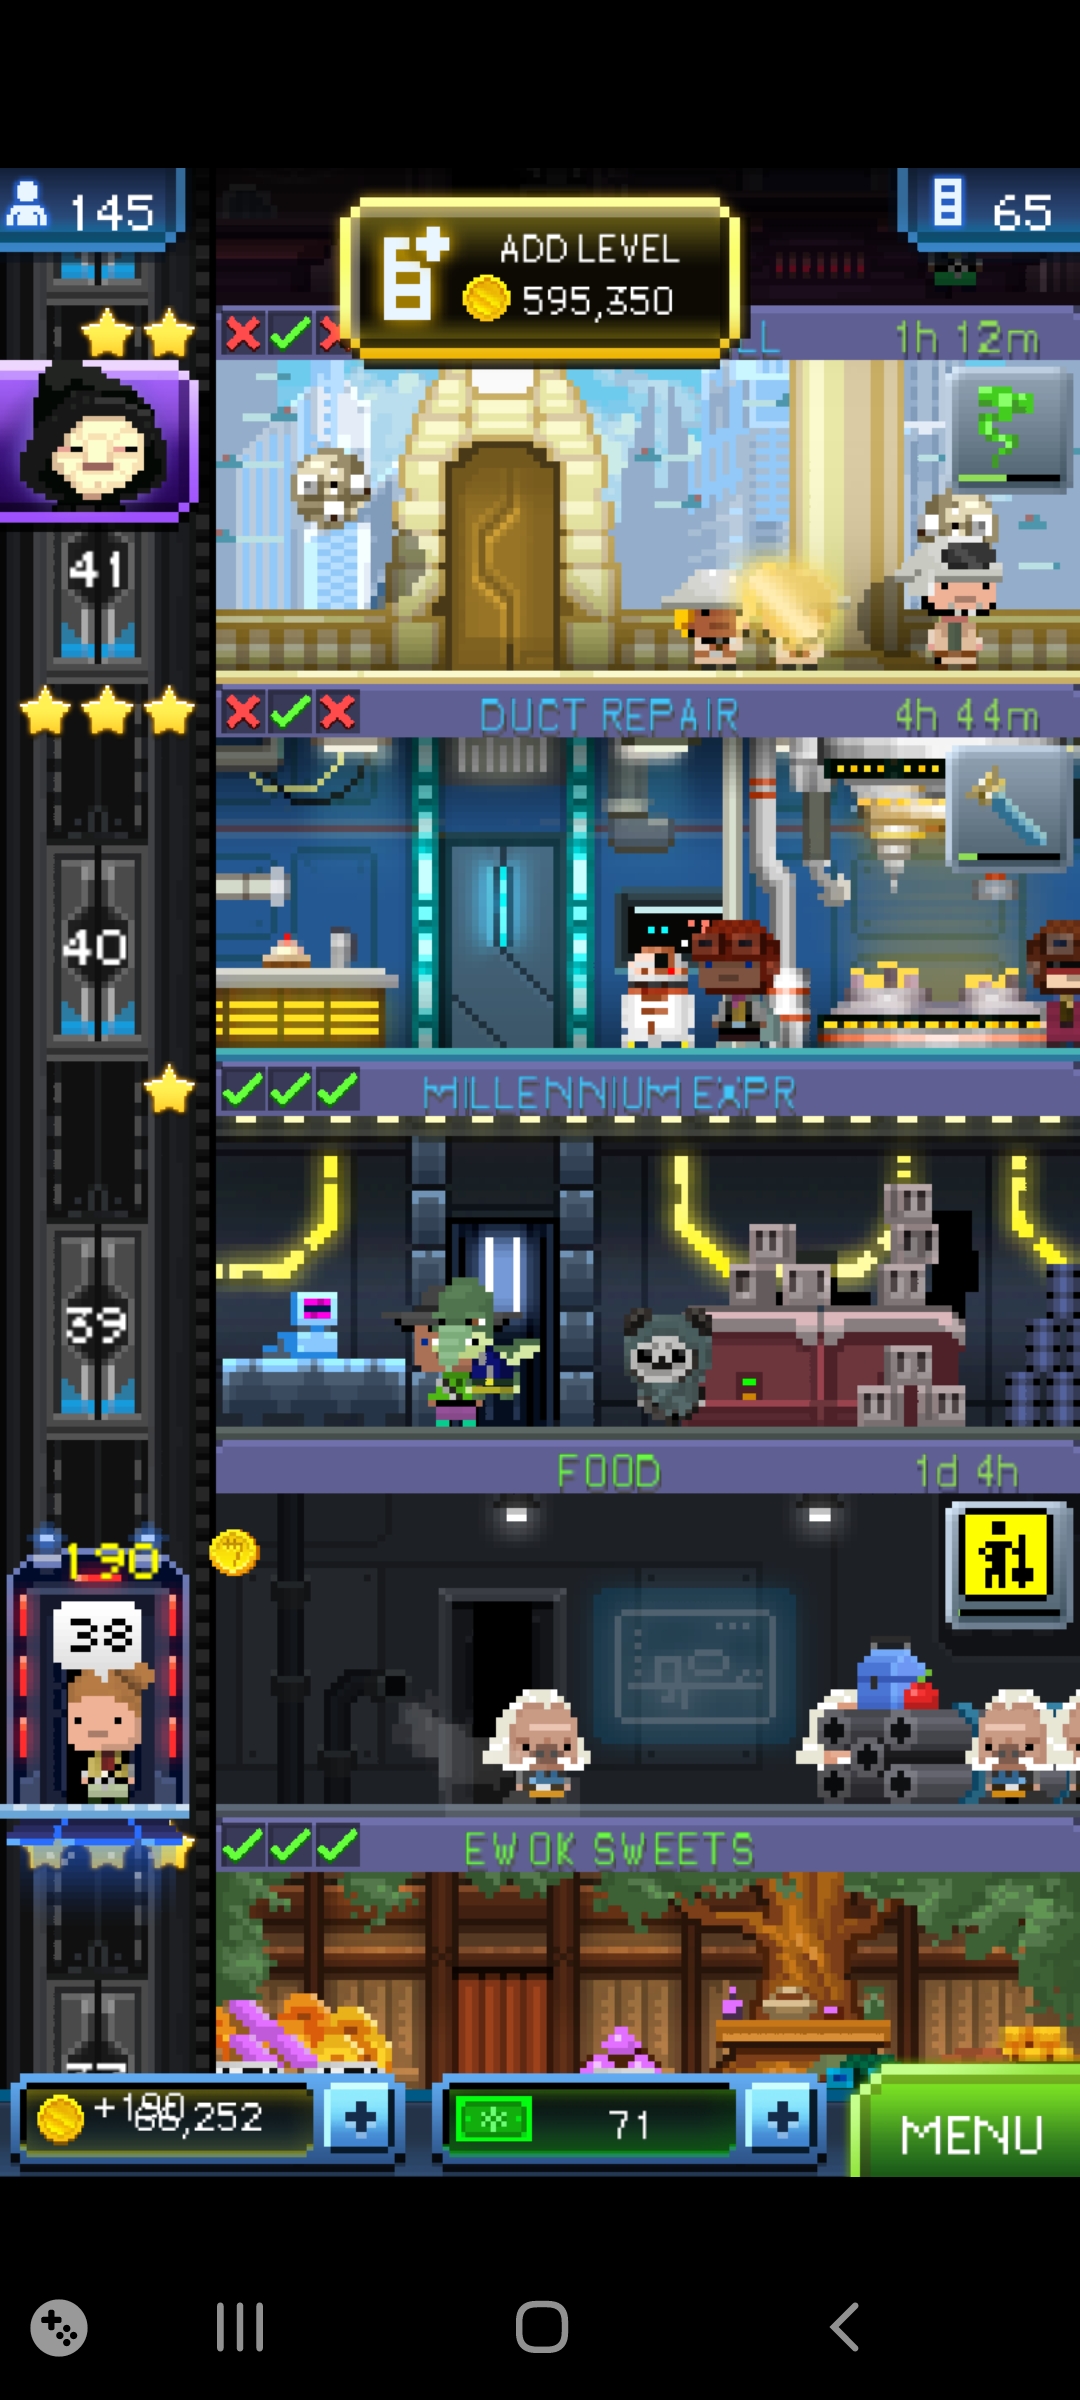 145
ADD LEVEL
595,350
65
LL
1h 12m
41
DUCT REPAIR
4h 44m
40
MILLENNIUM EXPR
39
FOOD
1d 4h
190
38
EWOK SWEETS
71
MENU